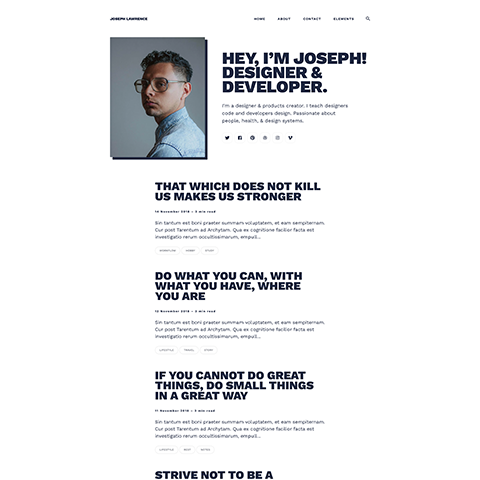 JOSEPH LAWRENCE
HOME ABOUT CONTACT ELEMENTS
HEY, I'M JOSEPH!
DESIGNER &
DEVELOPER.
I'm a designer & products creator. I teach designers
code and developers design. Passionate about
people, health, & design systems.
THAT WHICH DOES NOT KILL
US MAKES US STRONGER
14 November 2018 — 3 min read
Sin tantum est boni praeter summam voluptatem, et eam sempiternam.
Cur post Tarentum ad Archytam. Qua ex cognitione facilior facta est
investigatio rerum occultissimarum, empull...
STORY
DO WHAT YOU CAN, WITH
WHAT YOU HAVE, WHERE
YOU ARE
12 November 2018 — 3 min read
Sin tantum est boni praeter summam voluptatem, et eam sempiternam.
Cur post Tarentum ad Archytam. Qua ex cognitione facilior facta est
investigatio rerum occultissimarum, empull...
LIFESTYLE TRAVEL STORY
IF YOU CANNOT DO GREAT
THINGS, DO SMALL THINGS
IN A GREAT WAY
11 November 2018 — 3 min read
Sin tantum est boni praeter summam voluptatem, et eam sempiternam.
Cur post Tarentum ad Archytam. Qua ex cognitione facilior facta est
investigatio rerum occultissimarum, empull...
LIFESTYLE
STRIVE NOT TO BE A